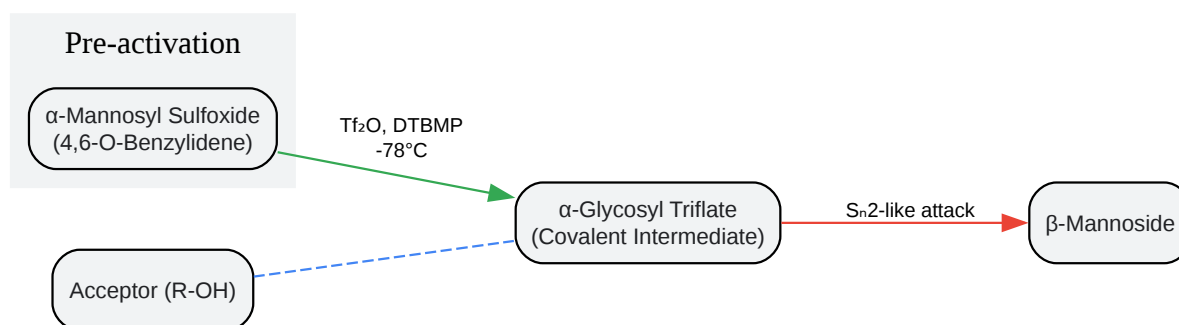 Pre-activation
α-Mannosyl Sulfoxide
(4,6-O-Benzylidene)
Tf₂O, DTBMP
-78°C
α-Glycosyl Triflate
(Covalent Intermediate)
Sₙ2-like attack
β-Mannoside
Acceptor (R-OH)